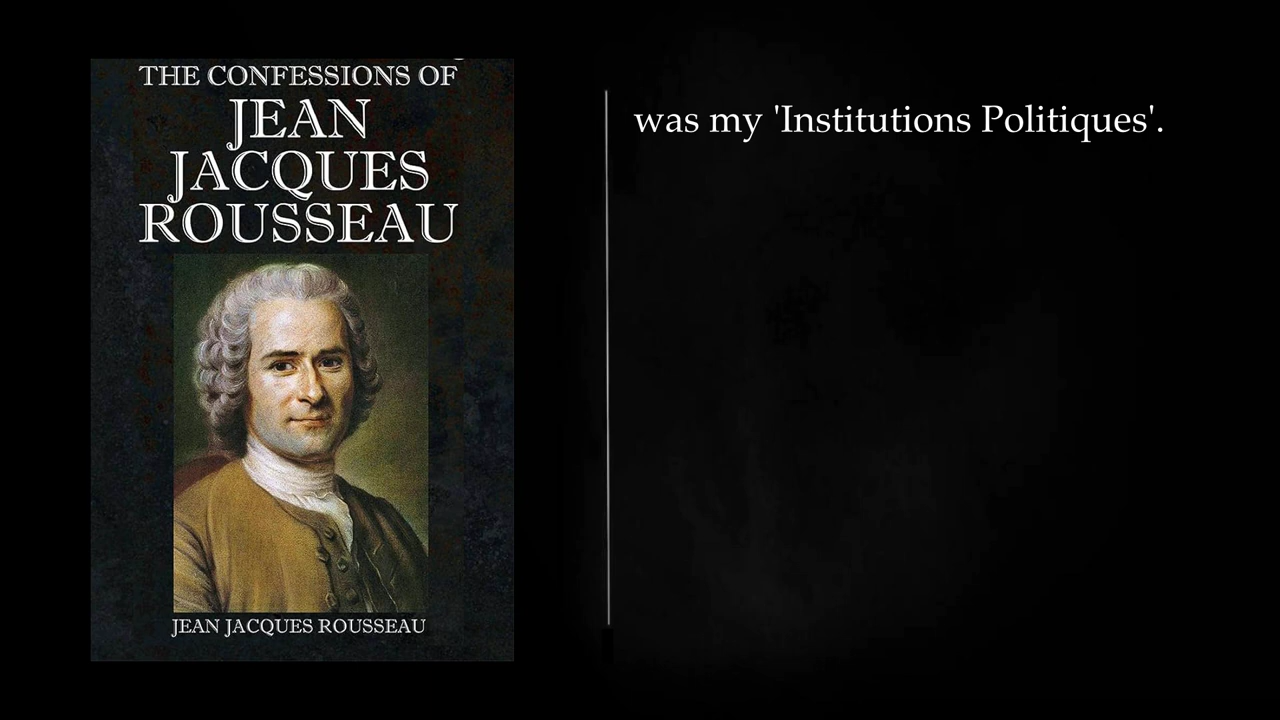 THE CONFESSIONS OF
JEAN
JACQUES
ROUSSEAU
JEAN JACQUES ROUSSEAU
was my 'Institutions Politiques'.